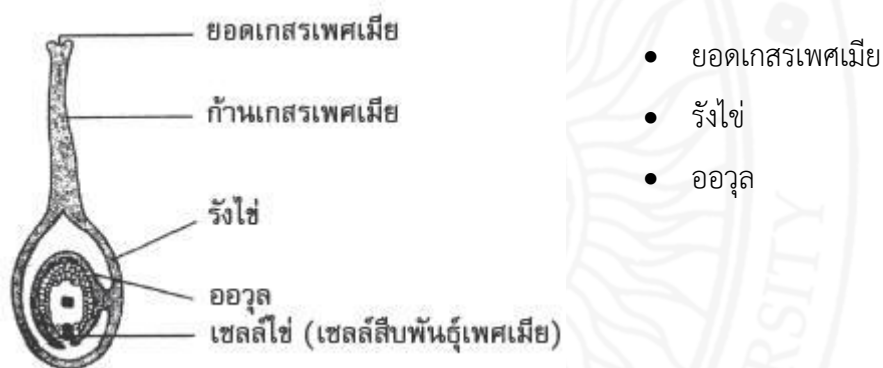 ยอดเกสรเพศเมีย
ก้านเกสรเพศเมีย
รังไข่
ออวุล
เซลล์ไข่ (เซลล์สืบพันธุ์เพศเมีย)
• ยอดเกสรเพศเมีย
• รังไข่
• ออวุล
RSITY